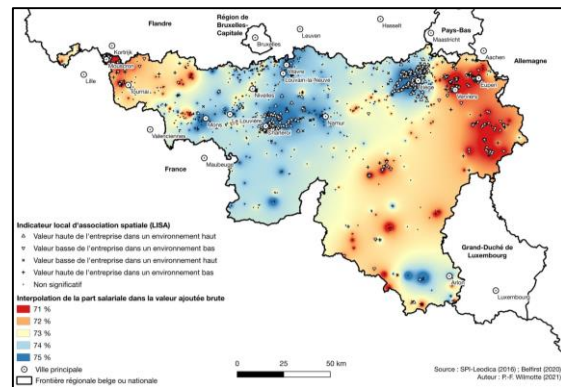 Flandre
Région de
Bruxelles-
Capitale
Bruxelles
Leuven
Hasselt
Pays-Bas
Maastricht
Aachen
Allemagne
Kortrijk
Mouscron
Lille
Tournai
Wavre
Louvain-la-Neuve
Nivelles
Liège
Verviers
Eupen
Mons
La Louvière
Charleroi
Namur
Valenciennes
Maubeuge
France
Grand-Duché de
Luxembourg
Arlon
Luxembourg
Indicateur local d'association spatiale (LISA)
Valeur haute de l'entreprise dans un environnement haut
Valeur basse de l'entreprise dans un environnement bas
Valeur basse de l'entreprise dans un environnement haut
Valeur haute de l'entreprise dans un environnement bas
Non significatif
Interpolation de la part salariale dans la valeur ajoutée brute
71 %
72 %
73 %
74 %
75 %
Ville principale
Frontière régionale belge ou nationale
0 25 50 km
Source : SPI-Leodica (2016) ; Belfirst (2020)
Auteur : P.-F. Wilmotte (2021)